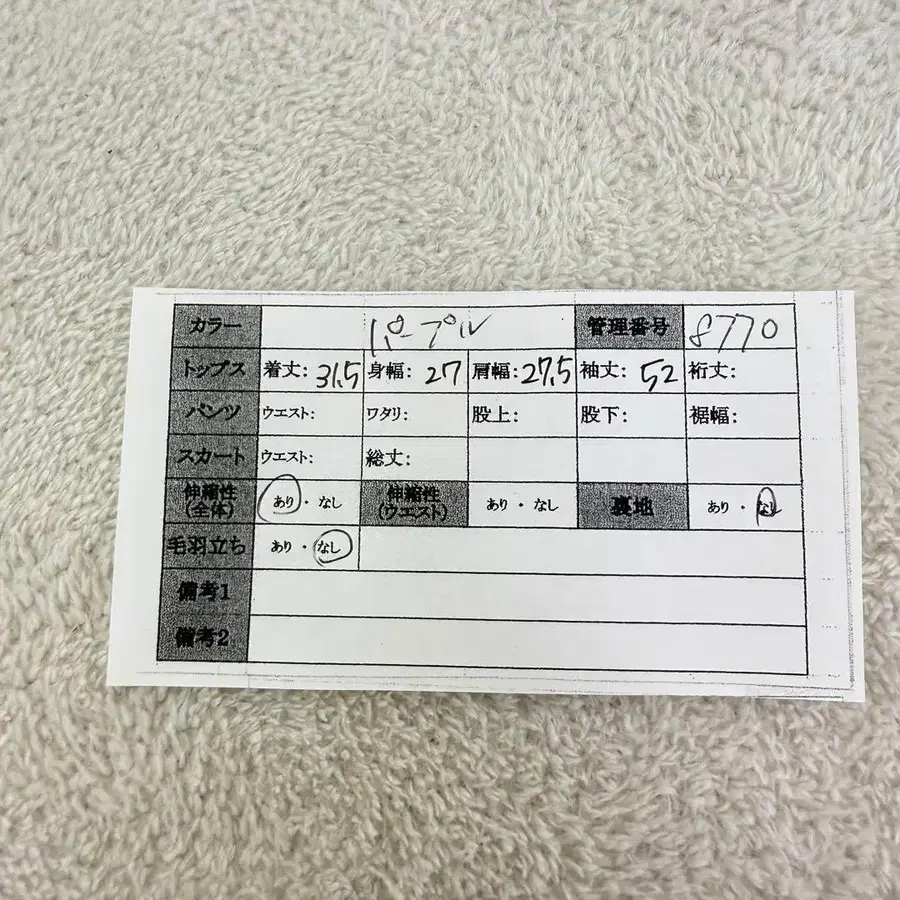 カラー パープル 管理番号 8770
トップス 着丈: 31.5 身幅: 27 肩幅: 27.5 袖丈: 52 裄丈:
パンツ ウエスト: ワタリ: 股上: 股下: 裾幅:
スカート ウエスト: 総丈:
伸縮性(全体) あり・なし 伸縮性(ウエスト) あり・なし 裏地 あり・なし
毛羽立ち あり・なし
備考1
備考2